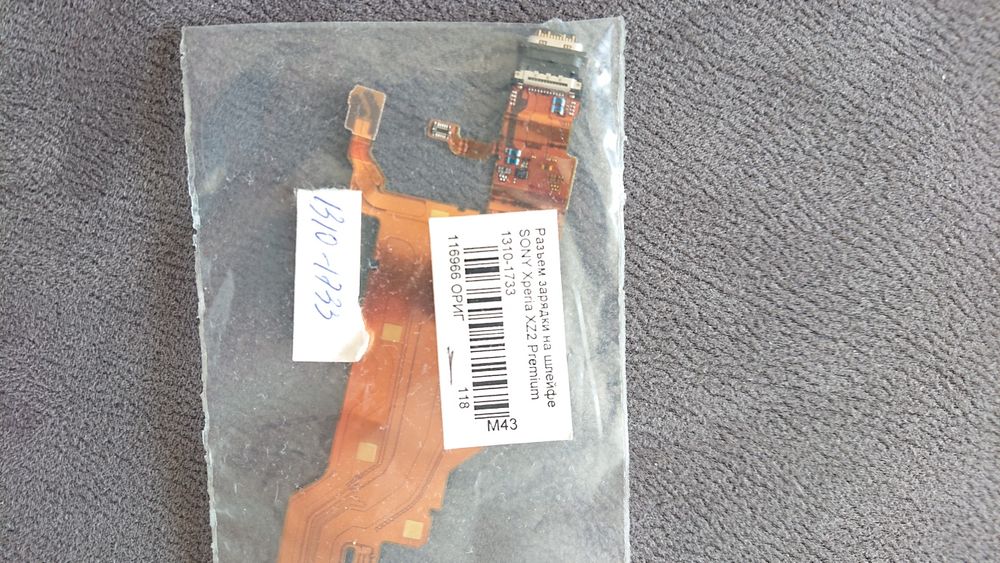 Разъем зарядки на шлейфе
SONY Xperia XZ2 Premium
1310-1733
116966 ОРИГ
118
M43
1310-1733